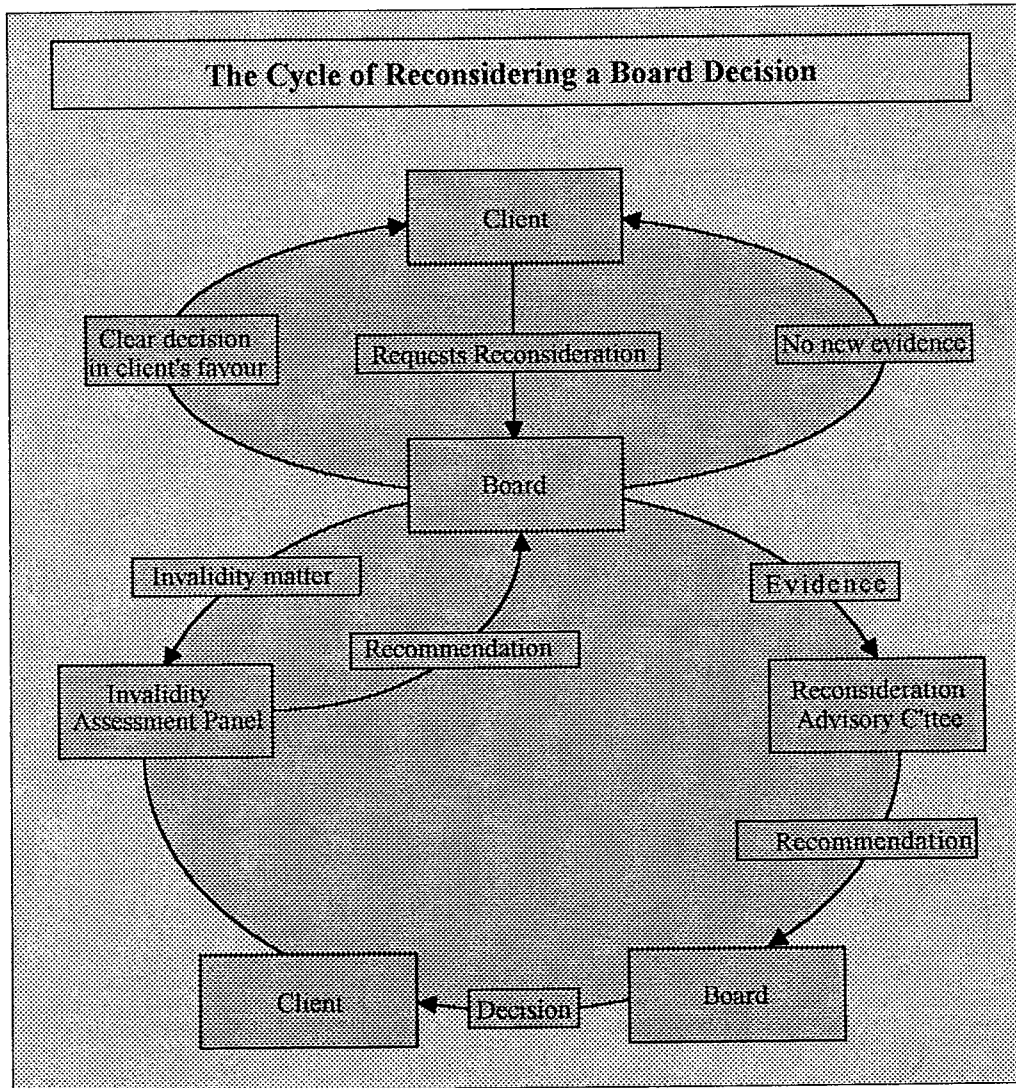 The Cycle of Reconsidering a Board Decision
Client
Clear decision
in client's favour
Requests Reconsideration
No new evidence
Board
Invalidity matter
Evidence
Recommendation
Invalidity
Assessment Panel
Reconsideration
Advisory C'ttee
Recommendation
Client
Decision
Board